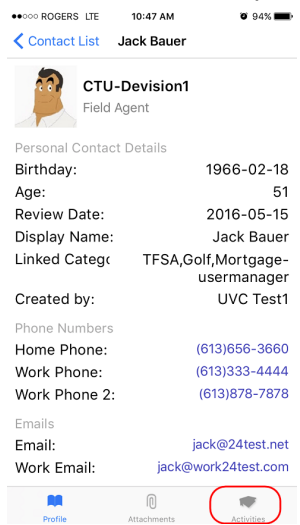 ROGERS LTE 10:47 AM 94%
Contact List Jack Bauer
CTU-Devision1
Field Agent
Personal Contact Details
Birthday: 1966-02-18
Age: 51
Review Date: 2016-05-15
Display Name: Jack Bauer
Linked Catego TFSA,Golf,Mortgage-
usermanager
Created by: UVC Test1
Phone Numbers
Home Phone: (613)656-3660
Work Phone: (613)333-4444
Work Phone 2: (613)878-7878
Emails
Email: jack@24test.net
Work Email: jack@work24test.com
Profile Attachments Activities